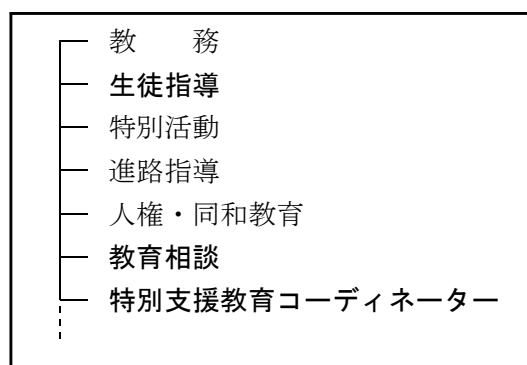 教　　務
生徒指導
特別活動
進路指導
人権・同和教育
教育相談
特別支援教育コーディネーター